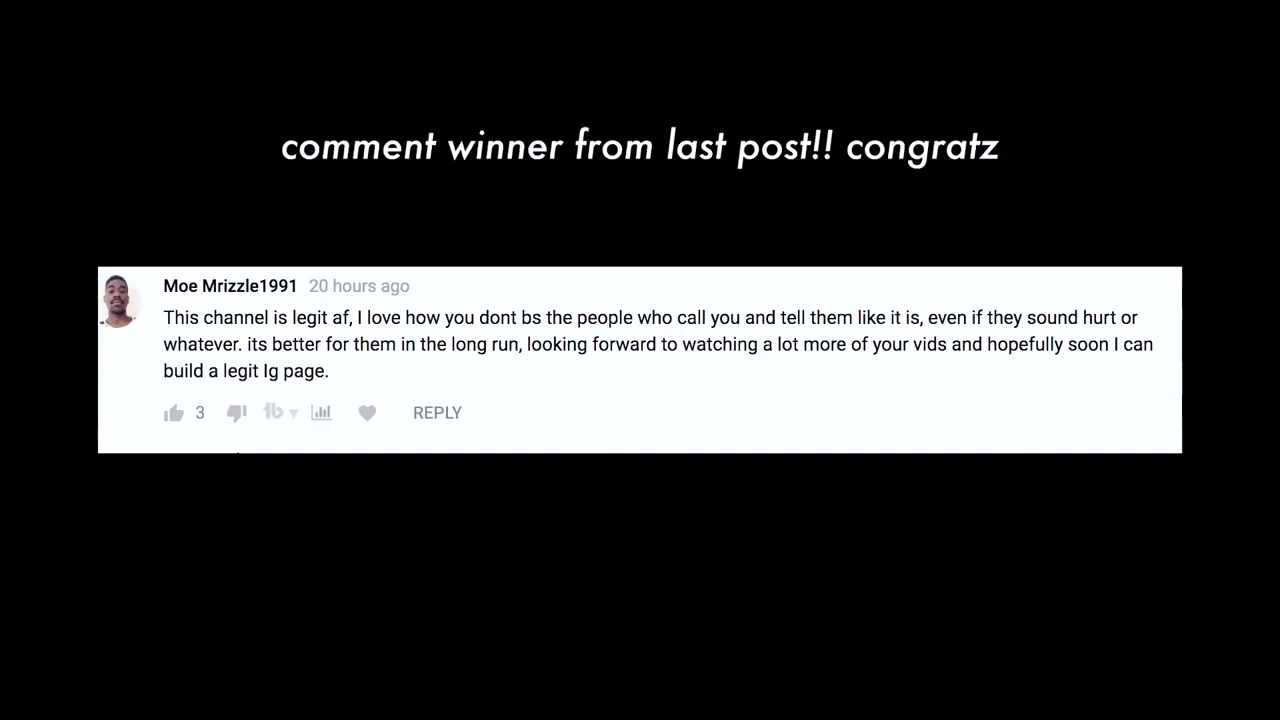 comment winner from last post!! congratz
Moe Mrizzle1991 20 hours ago
This channel is legit af, I love how you dont bs the people who call you and tell them like it is, even if they sound hurt or
whatever. its better for them in the long run, looking forward to watching a lot more of your vids and hopefully soon I can
build a legit Ig page.
3 REPLY